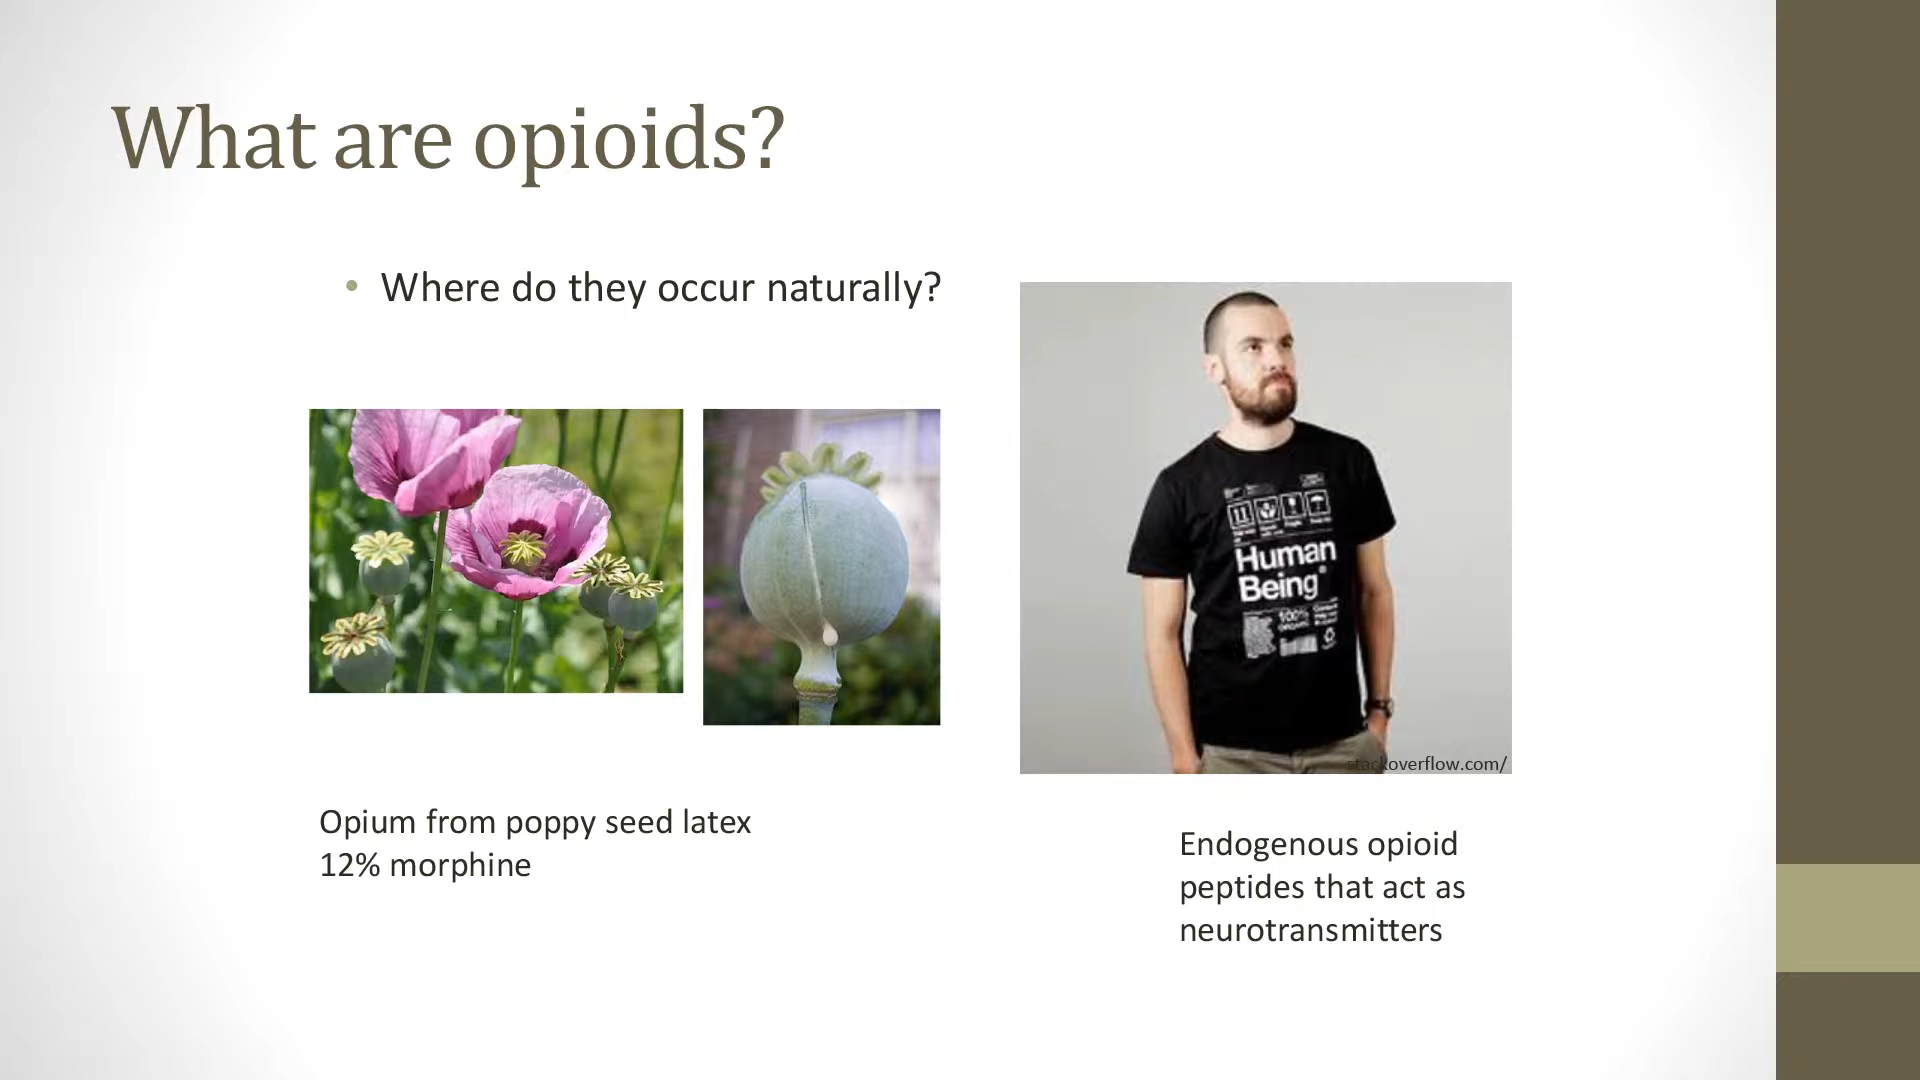 What are opioids?
• Where do they occur naturally?
Human
Being®
100%
ORGANIC
stackoverflow.com/
Opium from poppy seed latex
12% morphine
Endogenous opioid
peptides that act as
neurotransmitters